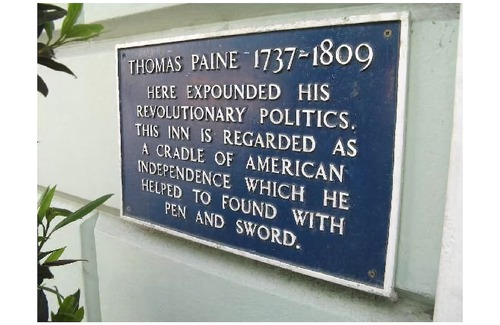 THOMAS PAINE 1737-1809
HERE EXPOUNDED HIS
REVOLUTIONARY POLITICS.
THIS INN IS REGARDED AS
A CRADLE OF AMERICAN
INDEPENDENCE WHICH HE
HELPED TO FOUND WITH
PEN AND SWORD.